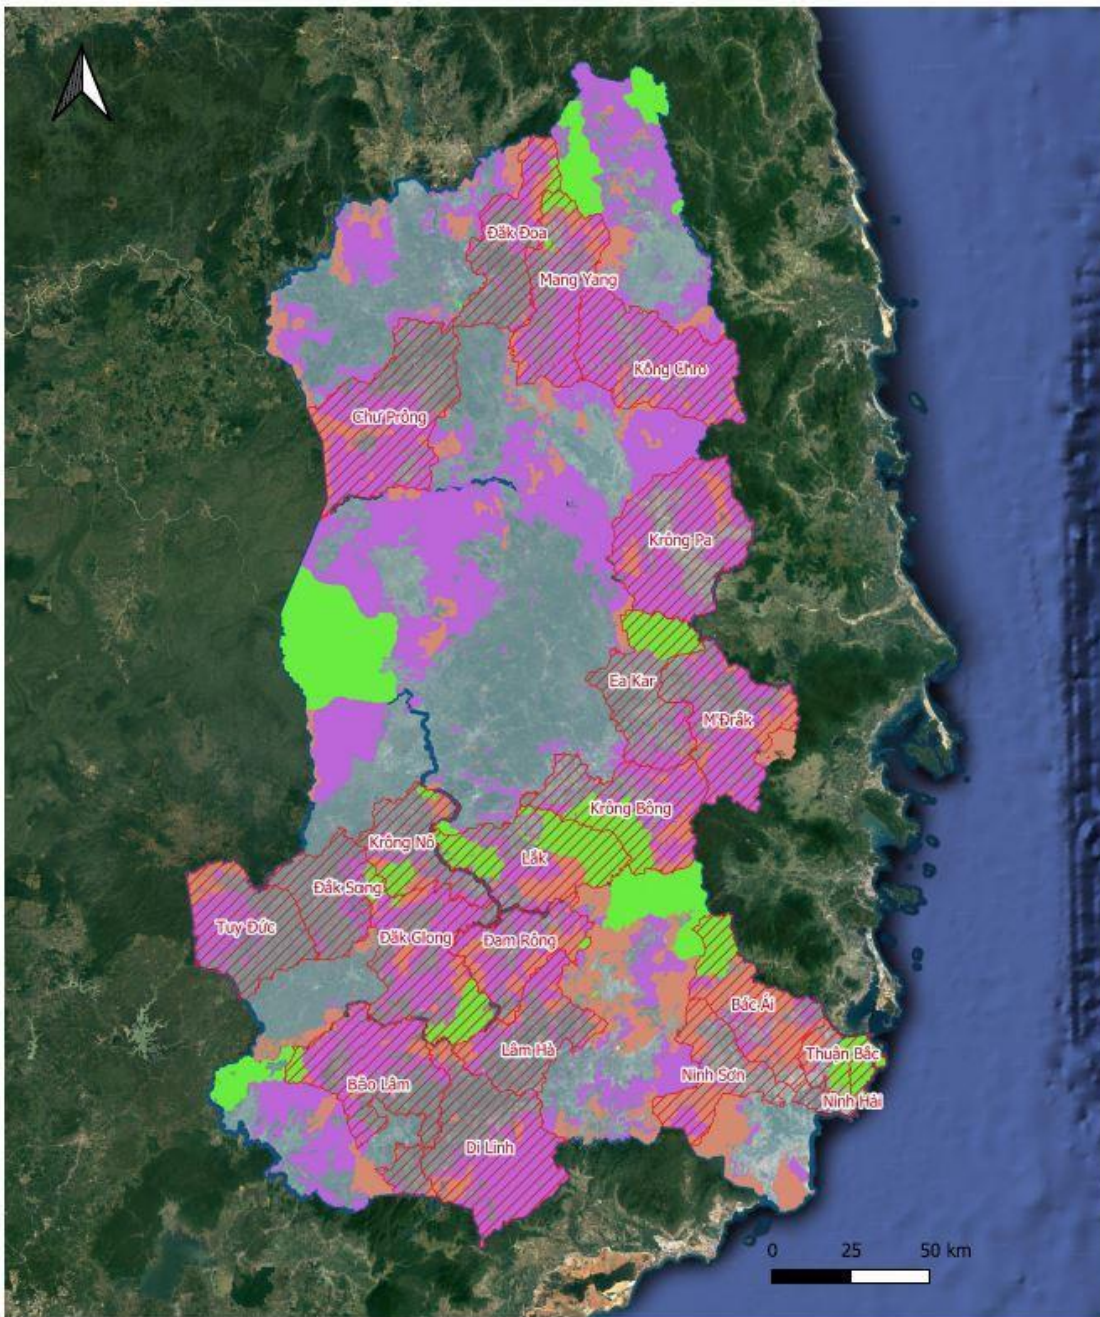 Đăk Đoa
Mang Yang
Kông Chro
Chư Prông
Krông Pa
Ea Kar
M'Đrắk
Krông Bông
Krông Nô
Lắk
Đắk Song
Tuy Đức
Đăk Glong
Đam Rông
Bác Ái
Lâm Hà
Thuận Bắc
Ninh Sơn
Bảo Lâm
Ninh Hải
Di Linh
0 25 50 km